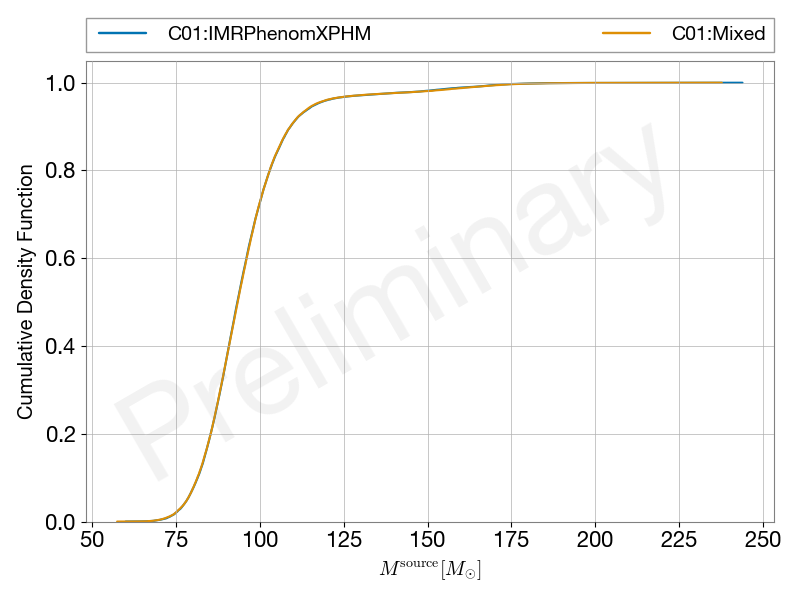 C01:IMRPhenomXPHM C01:Mixed
1.0
0.8
0.6
0.4
0.2
0.0
Cumulative Density Function
Preliminary
50 75 100 125 150 175 200 225 250
M^source[M_⊙]